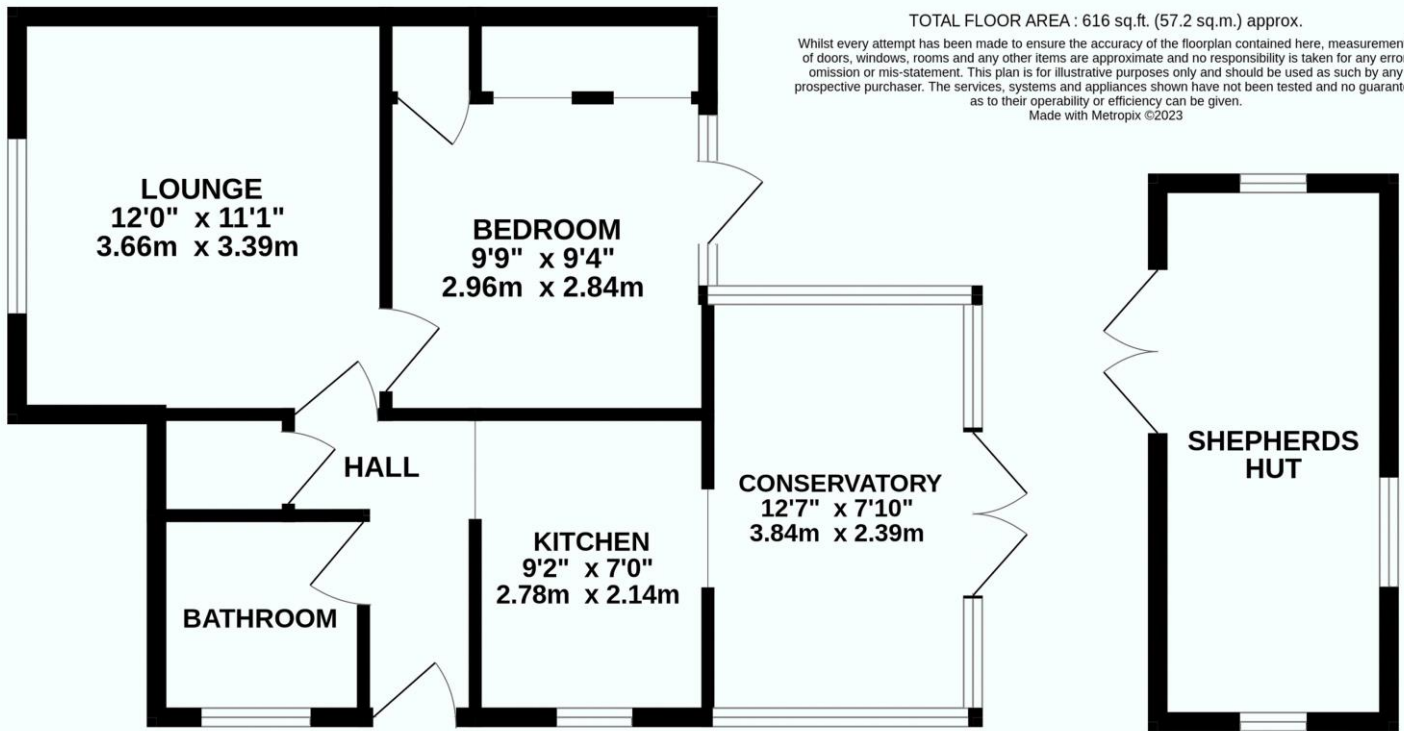 TOTAL FLOOR AREA : 616 sq.ft. (57.2 sq.m.) approx.
Whilst every attempt has been made to ensure the accuracy of the floorplan contained here, measuremen
of doors, windows, rooms and any other items are approximate and no responsibility is taken for any error
omission or mis-statement. This plan is for illustrative purposes only and should be used as such by any
prospective purchaser. The services, systems and appliances shown have not been tested and no guarant
as to their operability or efficiency can be given.
Made with Metropix ©2023
LOUNGE
12'0" x 11'1"
3.66m x 3.39m
BEDROOM
9'9" x 9'4"
2.96m x 2.84m
HALL
KITCHEN
9'2" x 7'0"
2.78m x 2.14m
CONSERVATORY
12'7" x 7'10"
3.84m x 2.39m
BATHROOM
SHEPHERDS
HUT